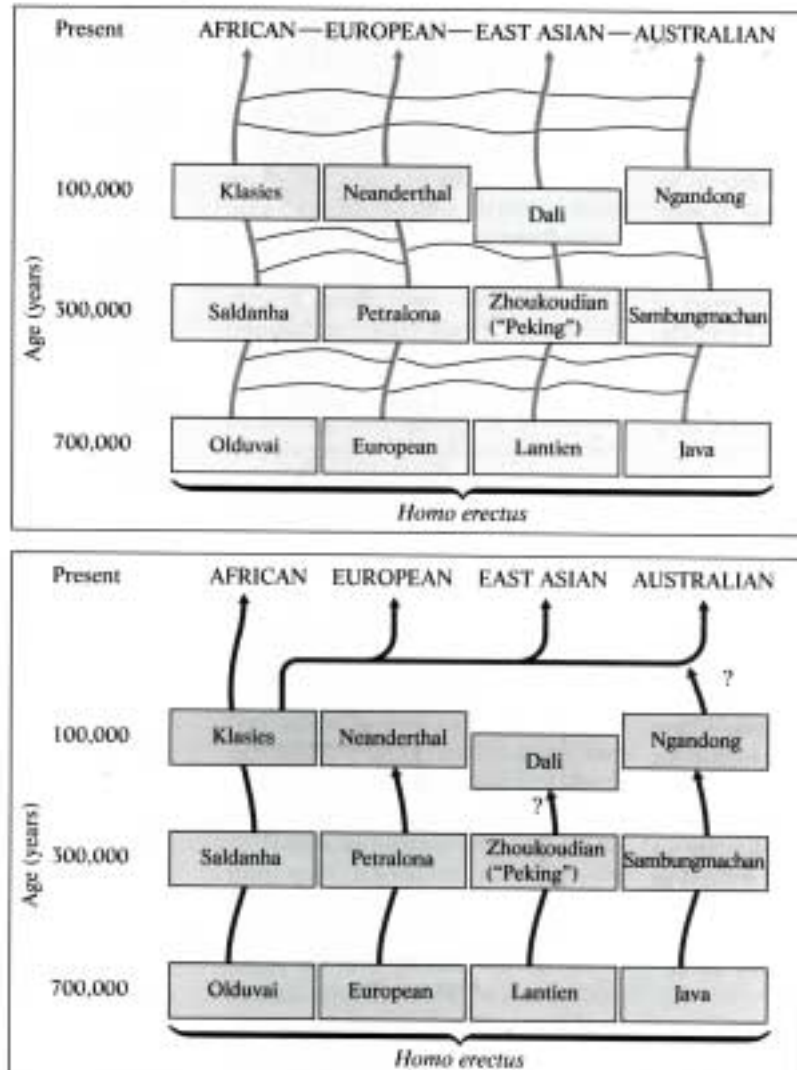 Present AFRICAN—EUROPEAN—EAST ASIAN—AUSTRALIAN
100,000 Klasies Neanderthal Dali Ngandong
Age (years)
300,000 Saldanha Petralona Zhoukoudian Sambungmachan
("Peking")
700,000 Olduvai European Lantien Java
Homo erectus
Present AFRICAN EUROPEAN EAST ASIAN AUSTRALIAN
?
100,000 Klasies Neanderthal Dali Ngandong
?
Age (years)
300,000 Saldanha Petralona Zhoukoudian Sambungmachan
("Peking")
700,000 Olduvai European Lantien Java
Homo erectus